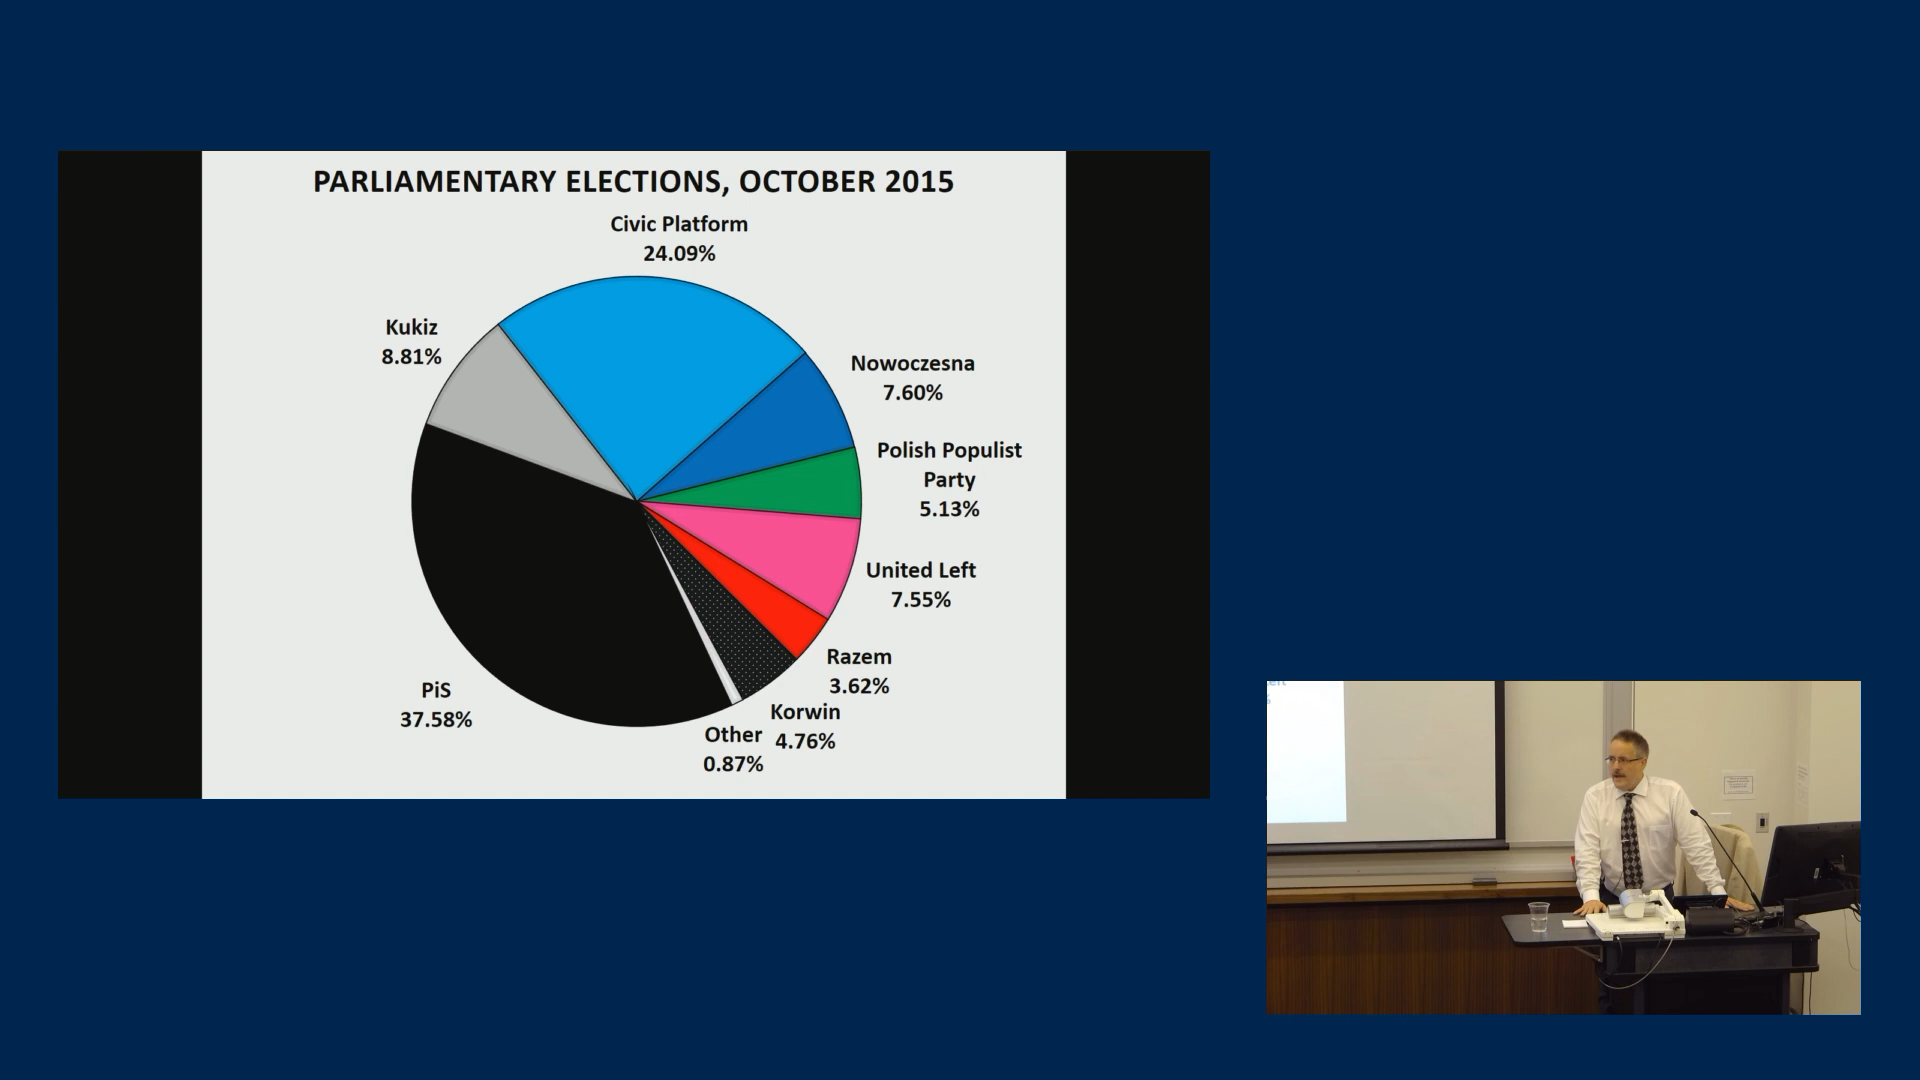 PARLIAMENTARY ELECTIONS, OCTOBER 2015
Civic Platform
24.09%
Kukiz
8.81%
Nowoczesna
7.60%
Polish Populist
Party
5.13%
United Left
7.55%
Razem
3.62%
PiS
37.58%
Korwin
4.76%
Other
0.87%